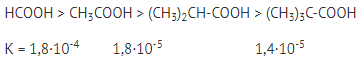 HCOOH > CH₃COOH > (CH₃)₂CH-COOH > (CH₃)₃C-COOH
K = 1,8·10⁻⁴ 1,8·10⁻⁵ 1,4·10⁻⁵